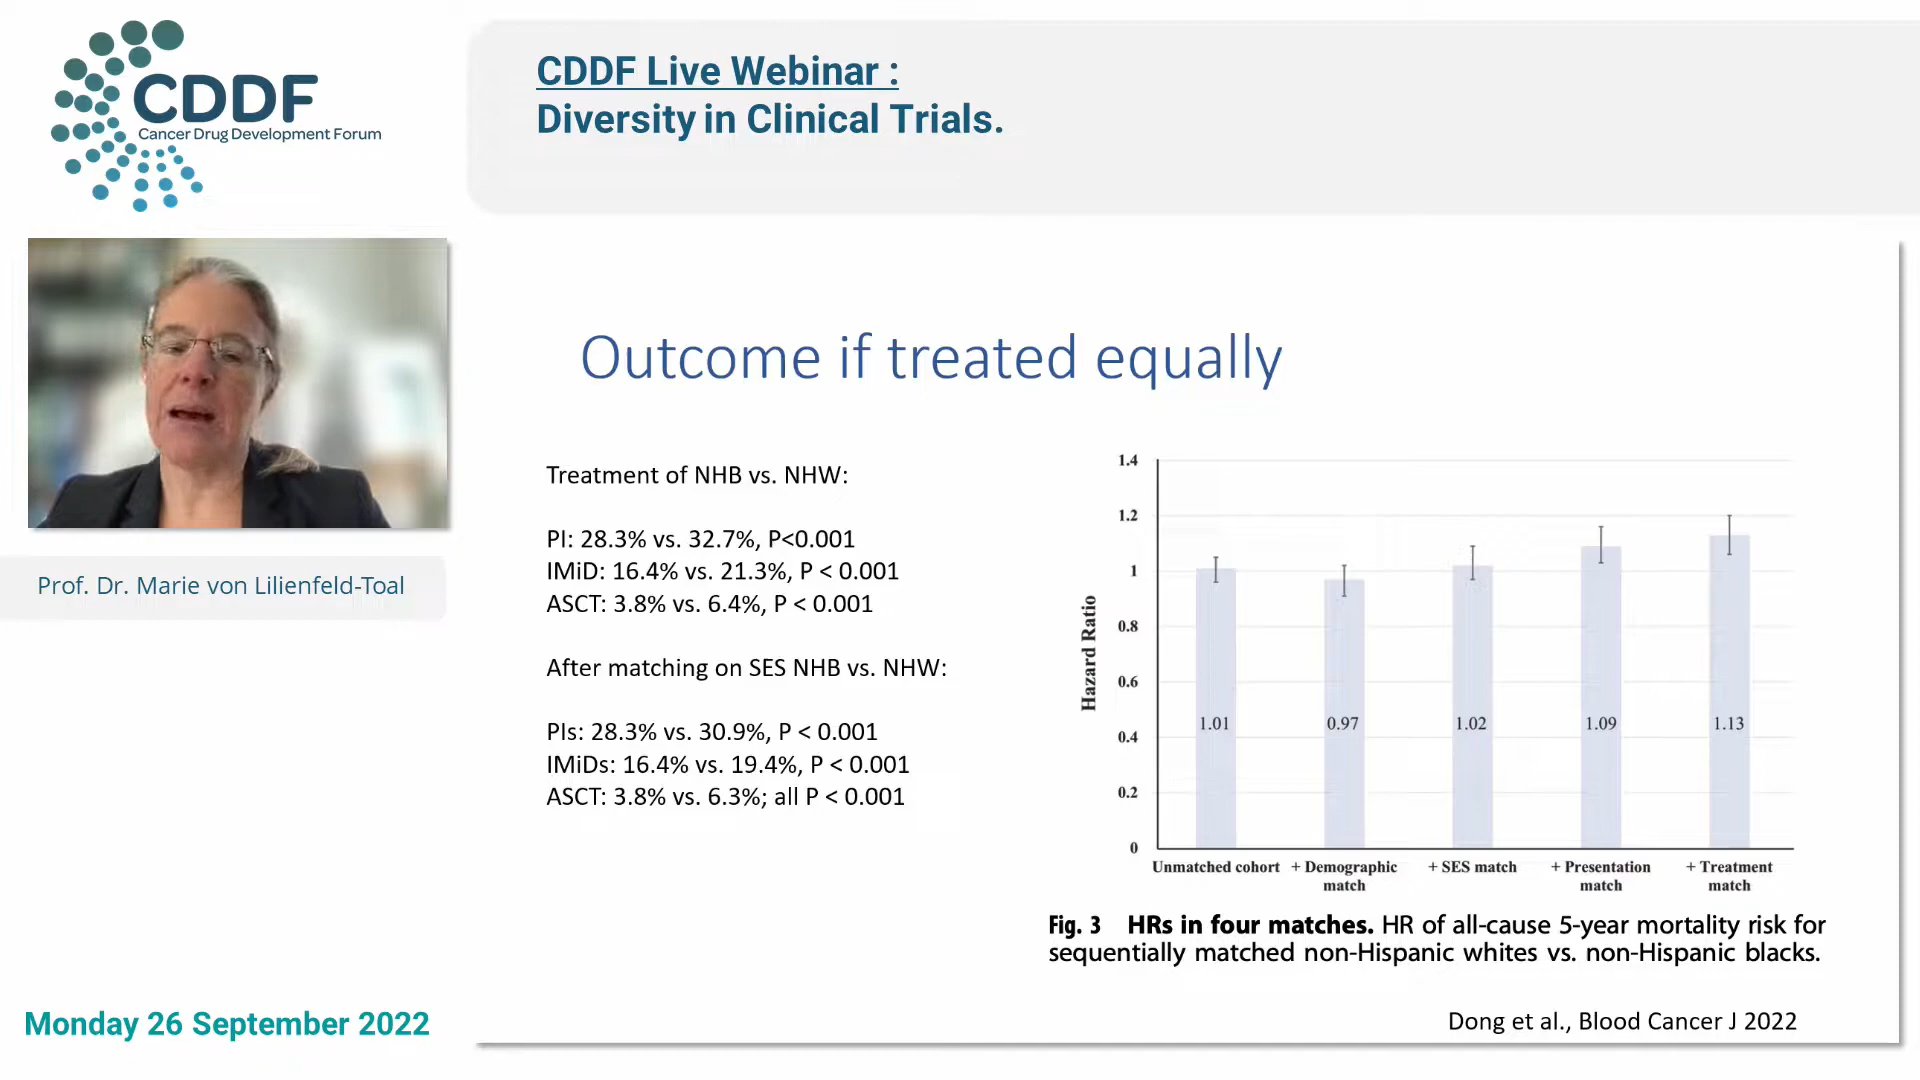 CDDF
Cancer Drug Development Forum
CDDF Live Webinar :
Diversity in Clinical Trials.
Prof. Dr. Marie von Lilienfeld-Toal
Monday 26 September 2022
Outcome if treated equally
Treatment of NHB vs. NHW:
PI: 28.3% vs. 32.7%, P<0.001
IMiD: 16.4% vs. 21.3%, P < 0.001
ASCT: 3.8% vs. 6.4%, P < 0.001
After matching on SES NHB vs. NHW:
PIs: 28.3% vs. 30.9%, P < 0.001
IMiDs: 16.4% vs. 19.4%, P < 0.001
ASCT: 3.8% vs. 6.3%; all P < 0.001
Hazard Ratio
1.4
1.2
1
0.8
0.6
0.4
0.2
0
1.01
0.97
1.02
1.09
1.13
Unmatched cohort
+ Demographic
match
+ SES match
+ Presentation
match
+ Treatment
match
Fig. 3 HRs in four matches. HR of all-cause 5-year mortality risk for
sequentially matched non-Hispanic whites vs. non-Hispanic blacks.
Dong et al., Blood Cancer J 2022